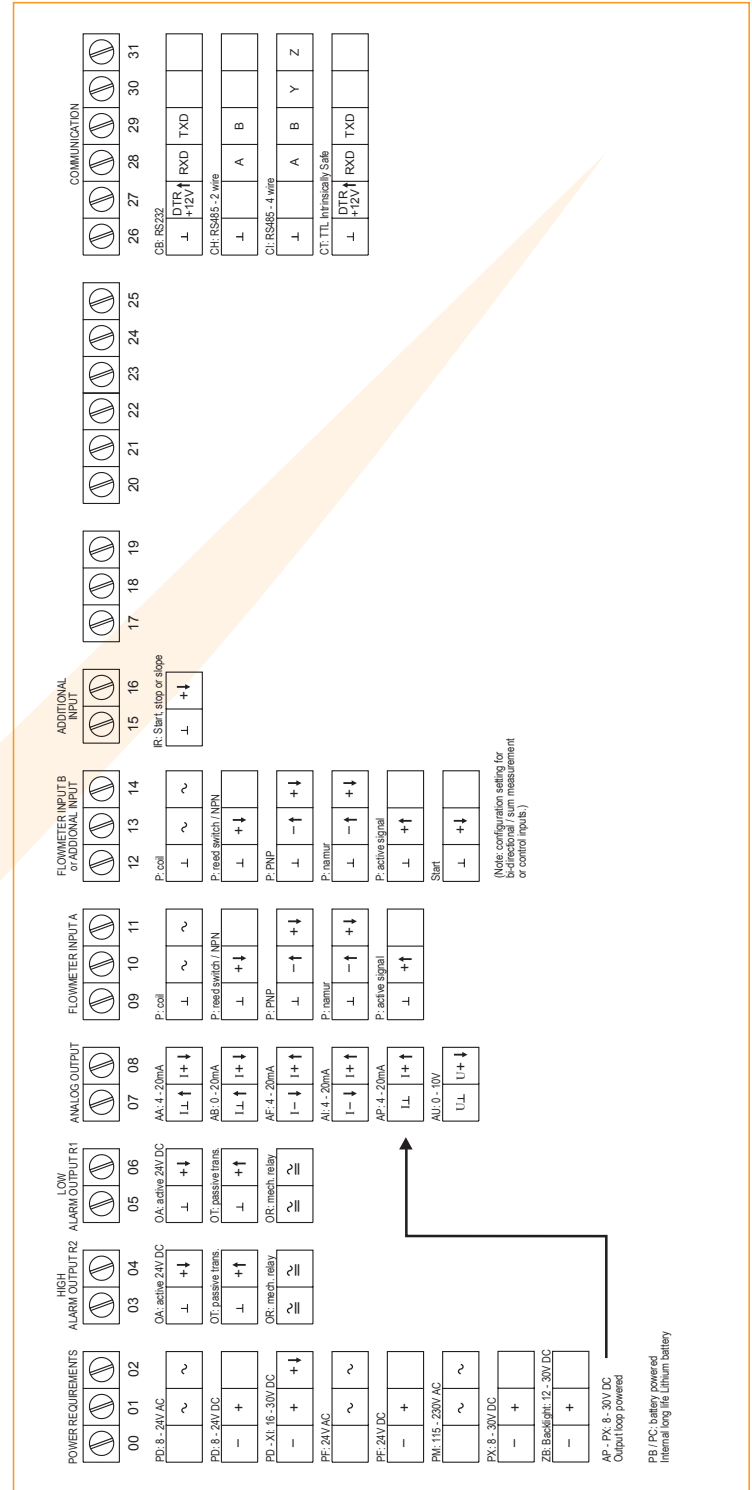 POWER REQUIREMENTS
00 01 02
PD: 8 - 24V AC
~ ~
PD: 8 - 24V DC
– +
PD - XI: 16 - 30V DC
– + +↓
PF: 24V AC
~ ~
PF: 24V DC
– +
PM: 115 - 230V AC
~ ~
PX: 8 - 30V DC
– +
ZB: Backlight: 12 - 30V DC
– +
AP - PX: 8 - 30V DC
Output loop powered
PB / PC: battery powered
Internal long life Lithium battery
HIGH
ALARM OUTPUT R2
03 04
OA: active 24V DC
⊥ +↓
OT: passive trans.
⊥ +↑
OR: mech. relay
LOW
ALARM OUTPUT R1
05 06
OA: active 24V DC
⊥ +↓
OT: passive trans.
⊥ +↑
OR: mech. relay
ANALOG OUTPUT
07 08
AA: 4 - 20mA
I⊥↑ I+↓
AB: 0 - 20mA
I⊥↑ I+↓
AF: 4 - 20mA
I–↓ I+↑
AI: 4 - 20mA
I–↓ I+↑
AP: 4 - 20mA
I⊥ I+↑
AU: 0 - 10V
U⊥ U+↓
FLOWMETER INPUT A
09 10 11
P: coil
⊥ ~ ~
P: reed switch / NPN
⊥ +↓
P: PNP
⊥ –↑ +↓
P: namur
⊥ –↑ +↓
P: active signal
⊥ +↑
FLOWMETER INPUT B
or ADDIONAL INPUT
12 13 14
P: coil
⊥ ~ ~
P: reed switch / NPN
⊥ +↓
P: PNP
⊥ –↑ +↓
P: namur
⊥ –↑ +↓
P: active signal
⊥ +↑
Start
⊥ +↓
(Note: configuration setting for
bi-directional / sum measurement
or control inputs.)
ADDITIONAL
INPUT
15 16
IR: Start, stop or slope
⊥ +↓
17 18 19
20 21 22 23 24 25
COMMUNICATION
26 27 28 29 30 31
CB: RS232
⊥ DTR +12V↑ RXD TXD
CH: RS485 - 2 wire
⊥ A B
CI: RS485 - 4 wire
⊥ A B Y Z
CT: TTL Intrinsically Safe
⊥ DTR +12V↑ RXD TXD